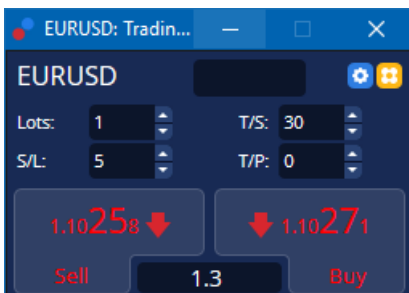 EURUSD: Tradin...
EURUSD
Lots: 1 T/S: 30
S/L: 5 T/P: 0
1.10258 1.10271
Sell 1.3 Buy